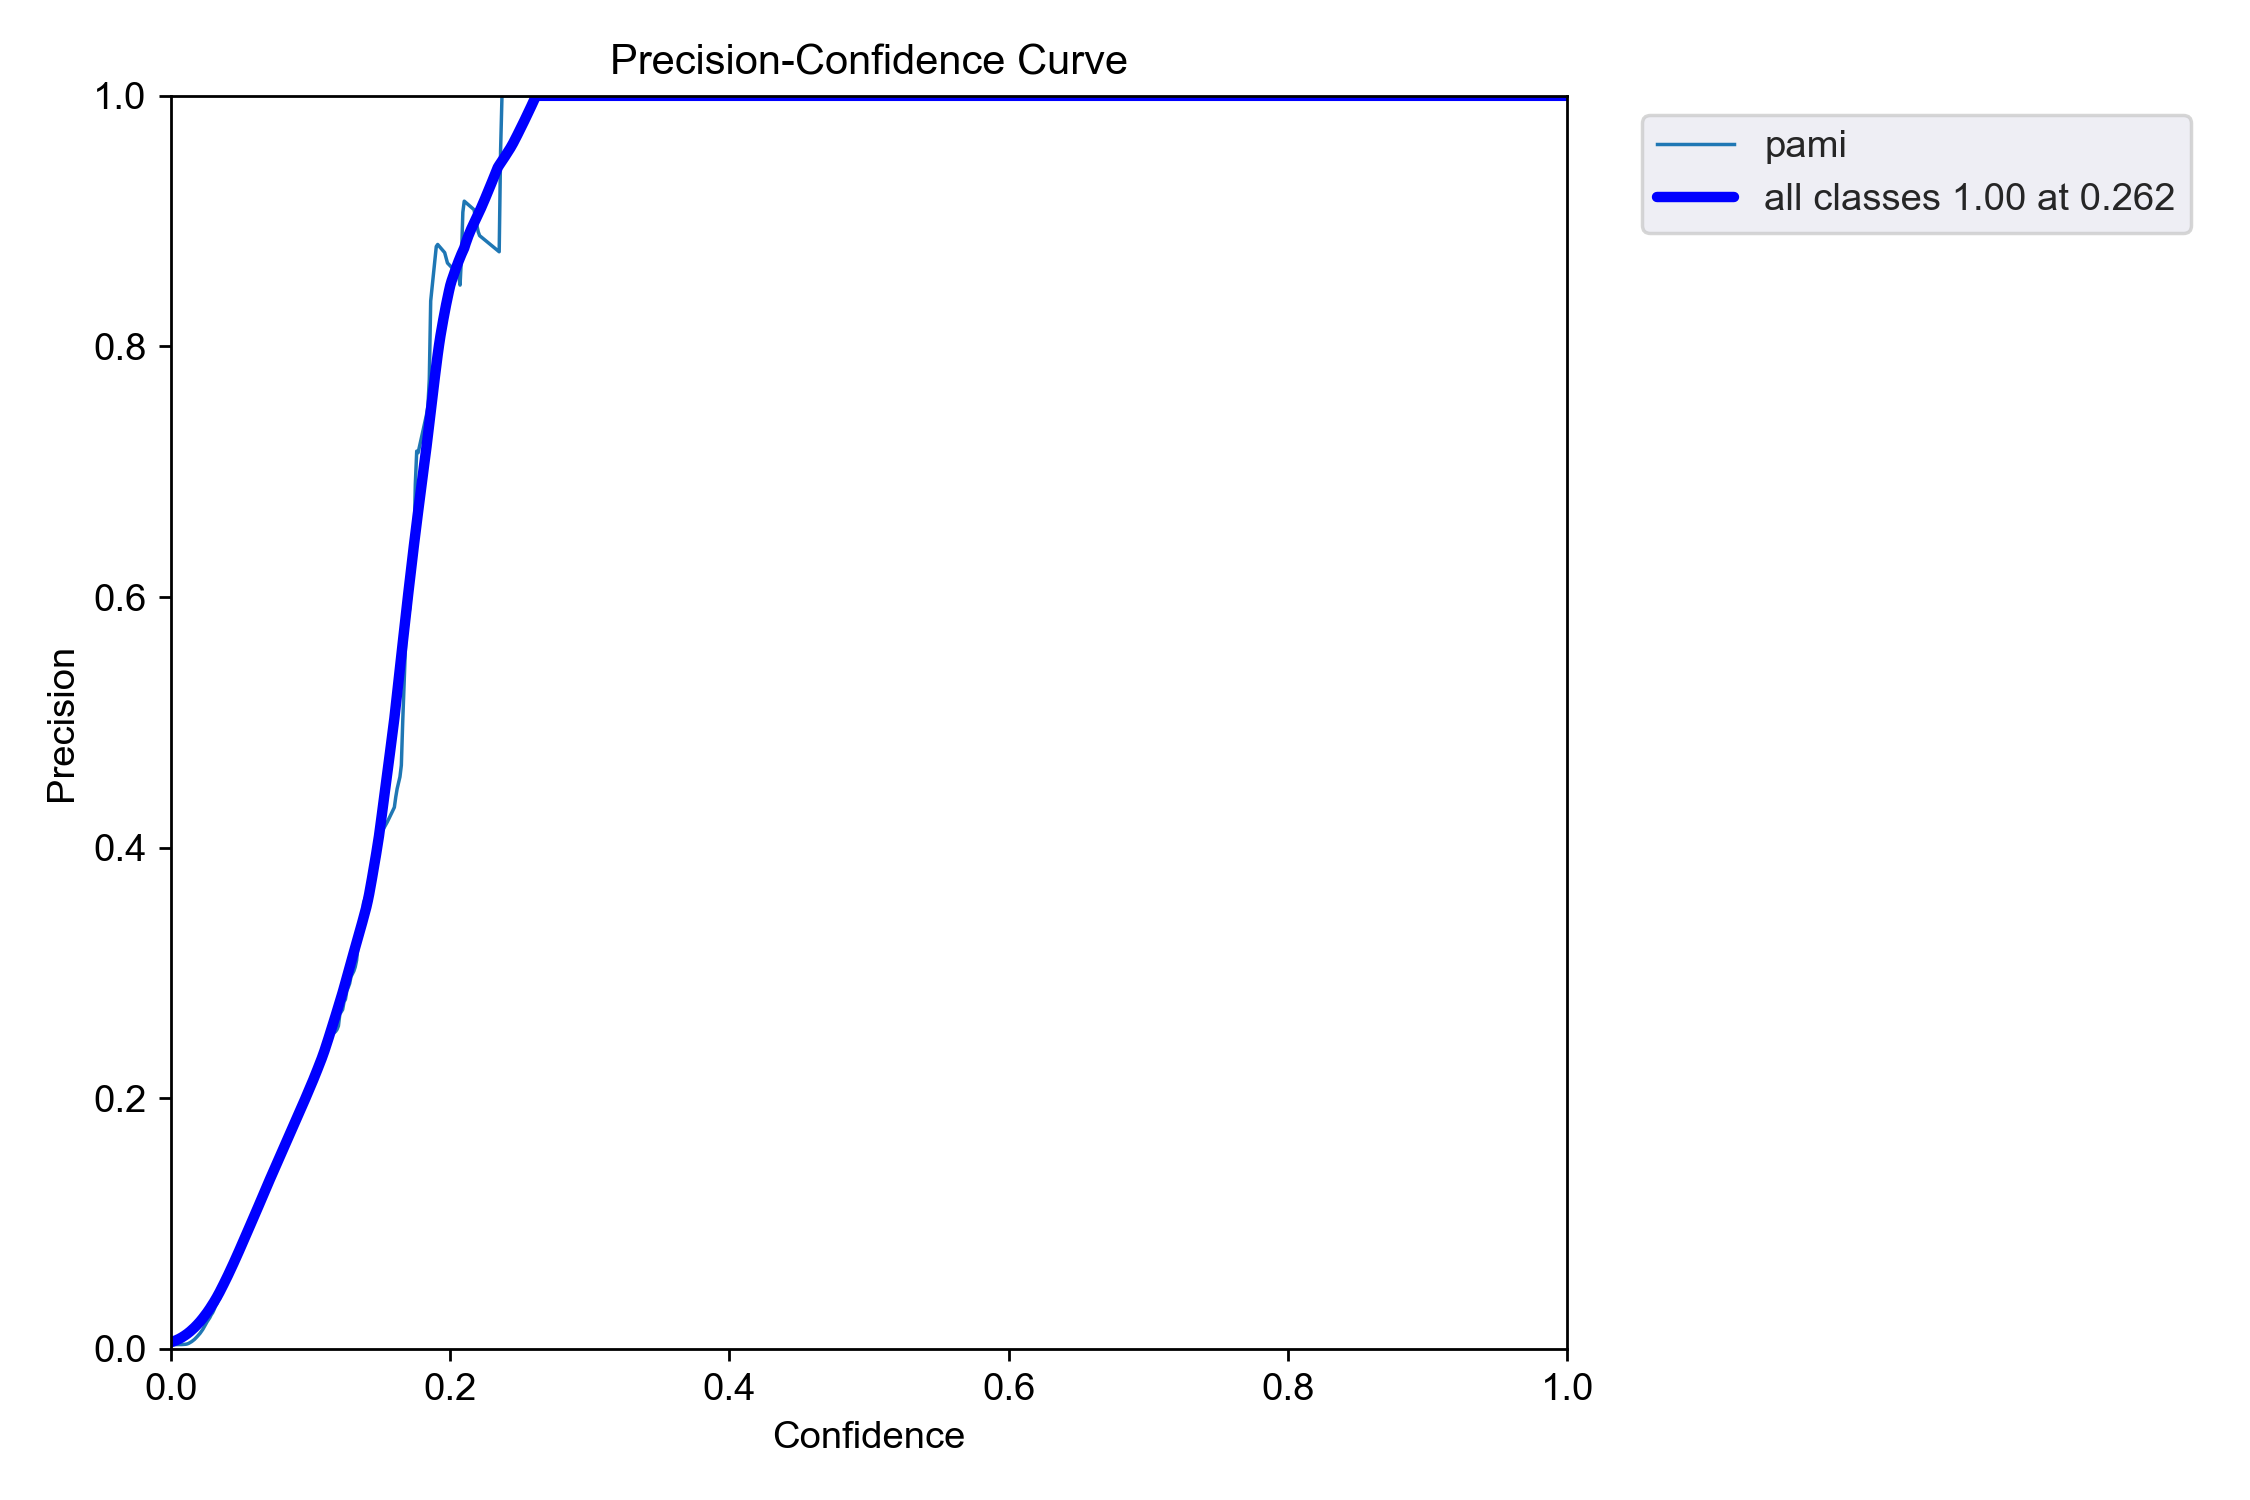 Precision-Confidence Curve
1.0
0.8
0.6
0.4
0.2
0.0
Precision
0.0 0.2 0.4 0.6 0.8 1.0
Confidence
pami
all classes 1.00 at 0.262